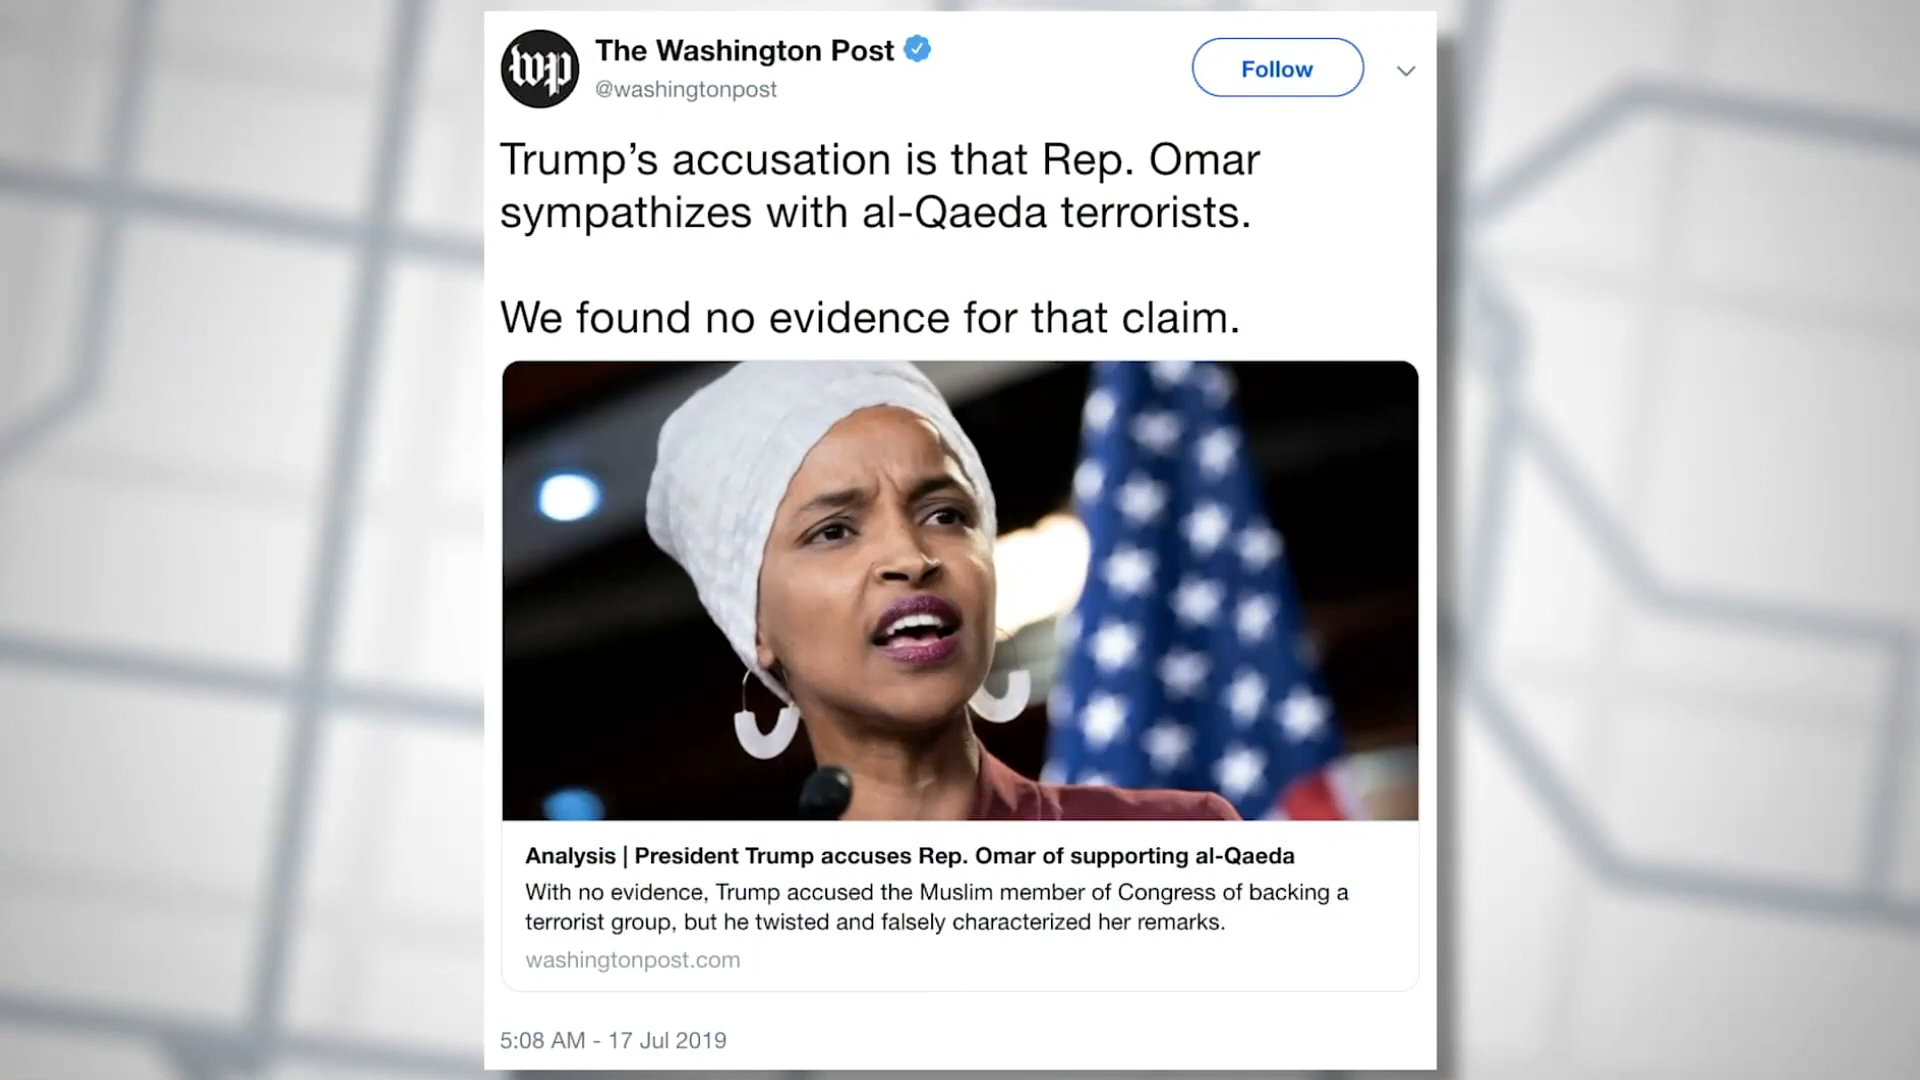 wp
The Washington Post
Follow
@washingtonpost
Trump’s accusation is that Rep. Omar
sympathizes with al-Qaeda terrorists.
We found no evidence for that claim.
Analysis | President Trump accuses Rep. Omar of supporting al-Qaeda
With no evidence, Trump accused the Muslim member of Congress of backing a
terrorist group, but he twisted and falsely characterized her remarks.
washingtonpost.com
5:08 AM - 17 Jul 2019